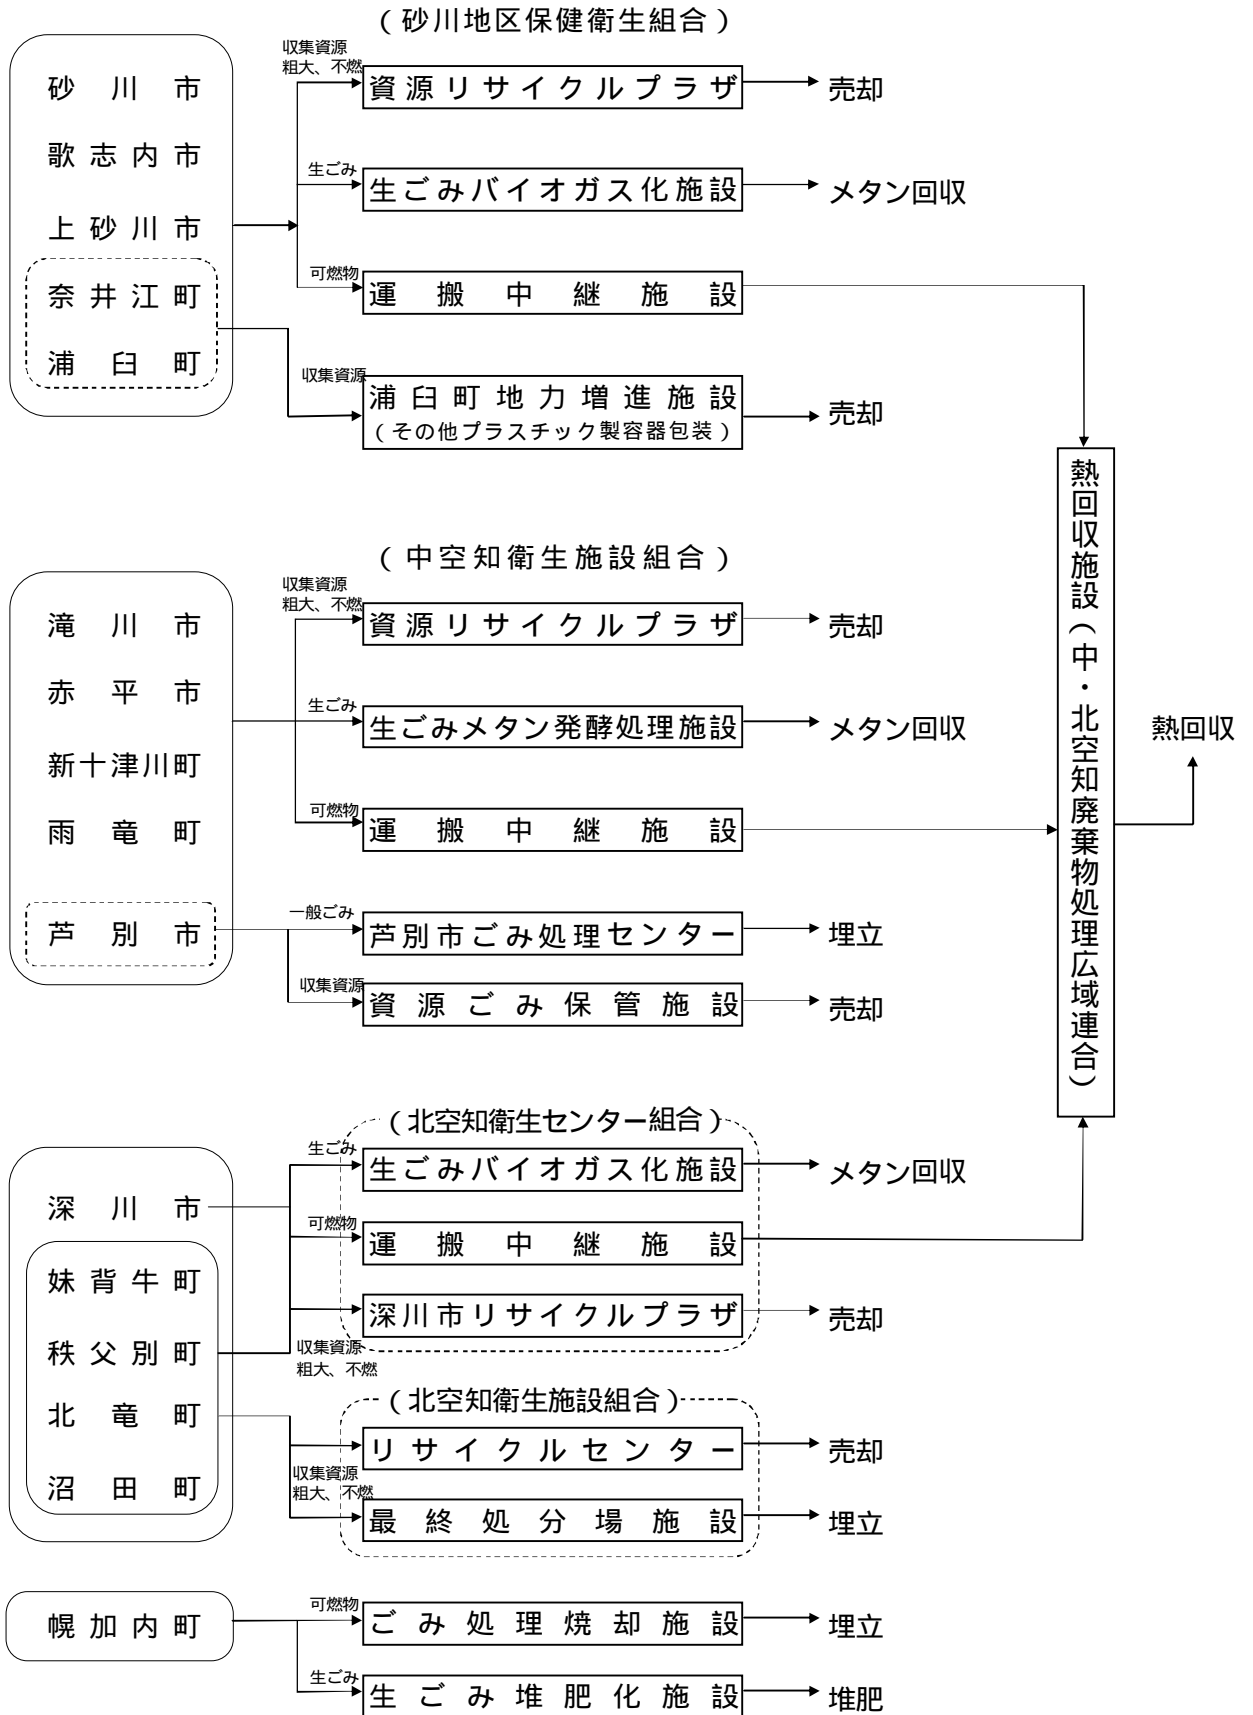 （砂川地区保健衛生組合）
砂川市
歌志内市
上砂川市
奈井江町
浦臼町
収集資源
粗大、不燃
資源リサイクルプラザ
売却
生ごみ
生ごみバイオガス化施設
メタン回収
可燃物
運搬中継施設
収集資源
浦臼町地力増進施設
（その他プラスチック製容器包装）
売却
熱回収施設（中・北空知廃棄物処理広域連合）
熱回収
（中空知衛生施設組合）
滝川市
赤平市
新十津川町
雨竜町
芦別市
収集資源
粗大、不燃
資源リサイクルプラザ
売却
生ごみ
生ごみメタン発酵処理施設
メタン回収
可燃物
運搬中継施設
一般ごみ
芦別市ごみ処理センター
埋立
収集資源
資源ごみ保管施設
売却
（北空知衛生センター組合）
深川市
妹背牛町
秩父別町
北竜町
沼田町
生ごみ
生ごみバイオガス化施設
メタン回収
可燃物
運搬中継施設
深川市リサイクルプラザ
売却
収集資源
粗大、不燃
（北空知衛生施設組合）
リサイクルセンター
売却
収集資源
粗大、不燃
最終処分場施設
埋立
幌加内町
可燃物
ごみ処理焼却施設
埋立
生ごみ
生ごみ堆肥化施設
堆肥